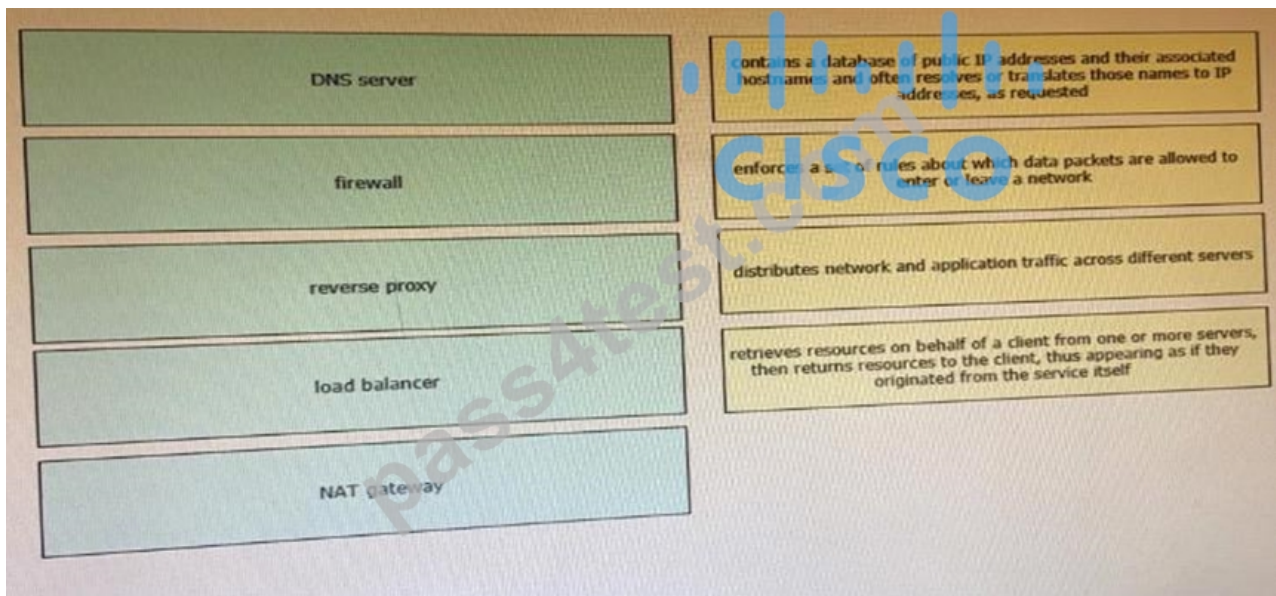 DNS server
firewall
reverse proxy
load balancer
NAT gateway
contains a database of public IP addresses and their associated
hostnames and often resolves or translates those names to IP
addresses, as requested
enforces a set of rules about which data packets are allowed to
enter or leave a network
distributes network and application traffic across different servers
retrieves resources on behalf of a client from one or more servers,
then returns resources to the client, thus appearing as if they
originated from the service itself
CISCO
pass4test.com